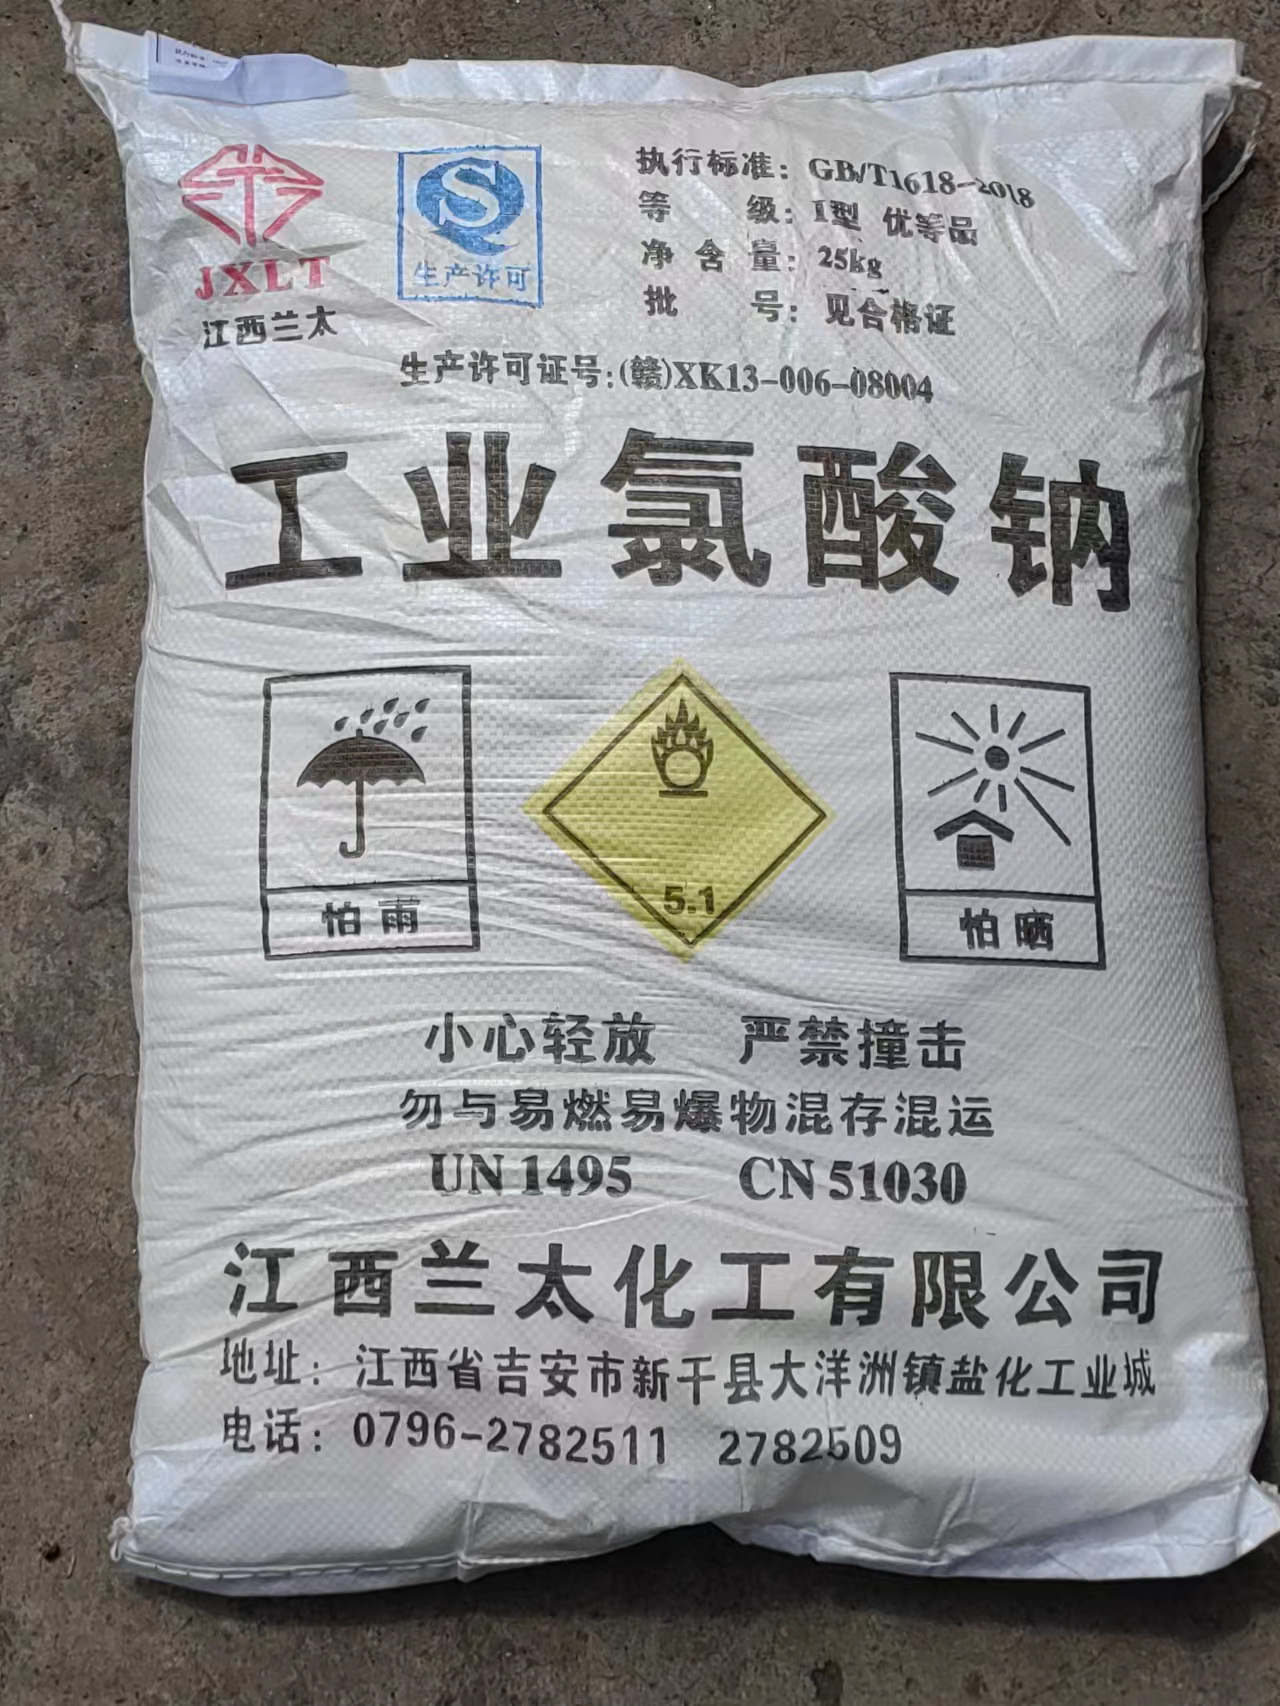 JXLT
江西兰太
生产许可
执行标准：GB/T1618-2018
等级：I型 优等品
净含量：25kg
批号：见合格证
生产许可证号：(赣)XK13-006-08004
工业氯酸钠
怕雨
5.1
怕晒
小心轻放 严禁撞击
勿与易燃易爆物混存混运
UN 1495 CN 51030
江西兰太化工有限公司
地址：江西省吉安市新干县大洋洲镇盐化工业城
电话：0796-2782511 2782509